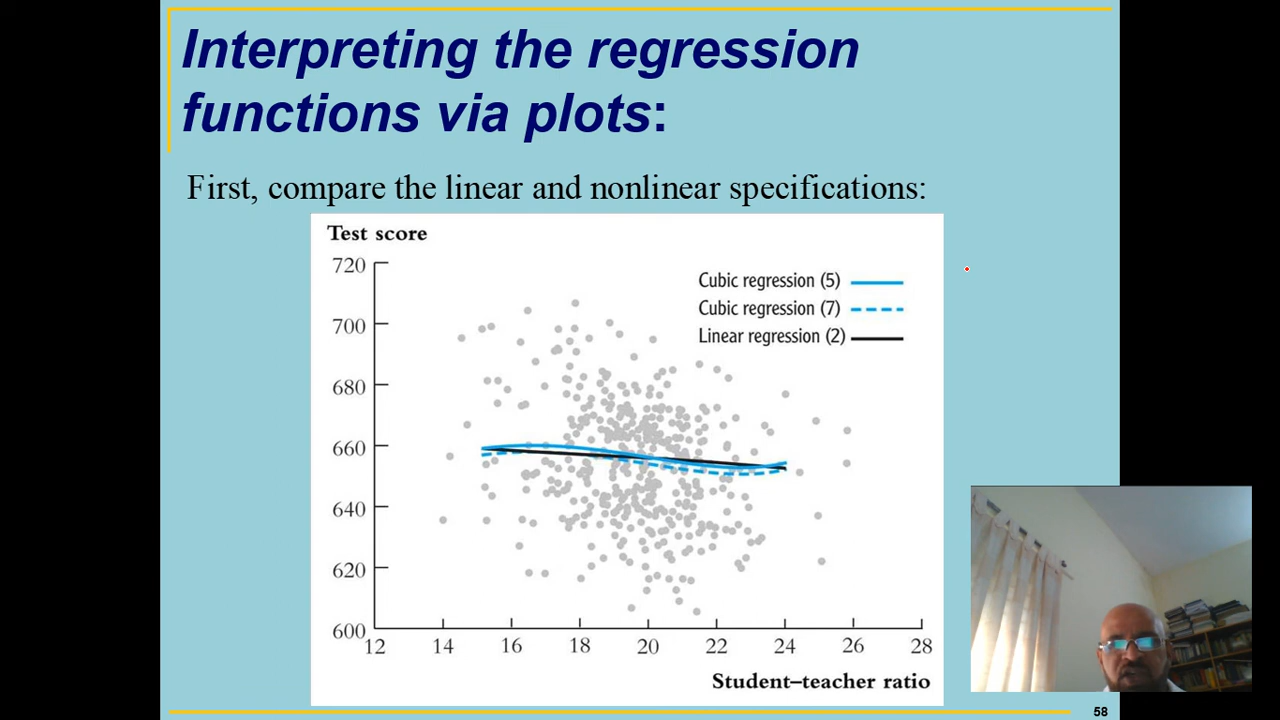 Interpreting the regression
functions via plots:
First, compare the linear and nonlinear specifications:
Test score
720
700
680
660
640
620
600
Cubic regression (5)
Cubic regression (7)
Linear regression (2)
12 14 16 18 20 22 24 26 28
Student–teacher ratio
58